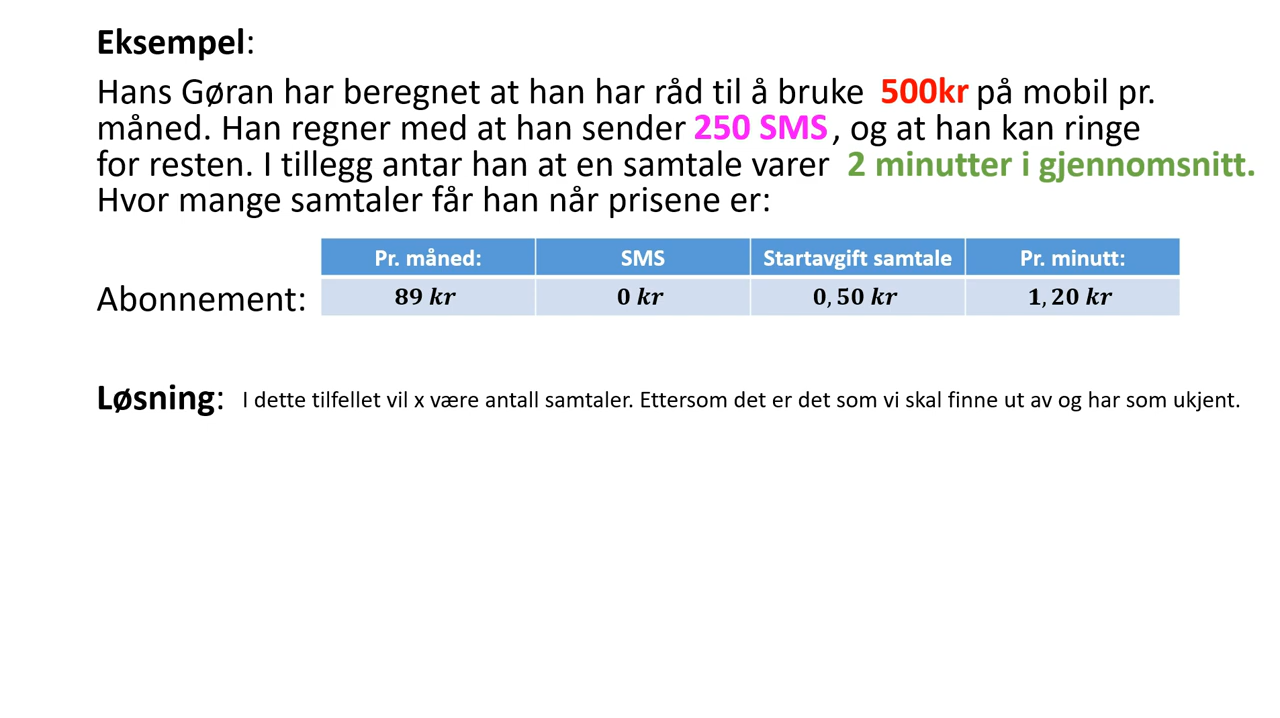 Eksempel:
Hans Gøran har beregnet at han har råd til å bruke 500kr på mobil pr.
måned. Han regner med at han sender 250 SMS , og at han kan ringe
for resten. I tillegg antar han at en samtale varer 2 minutter i gjennomsnitt.
Hvor mange samtaler får han når prisene er:
Pr. måned: SMS Startavgift samtale Pr. minutt:
Abonnement: 89 kr 0 kr 0,50 kr 1,20 kr
Løsning: I dette tilfellet vil x være antall samtaler. Ettersom det er det som vi skal finne ut av og har som ukjent.